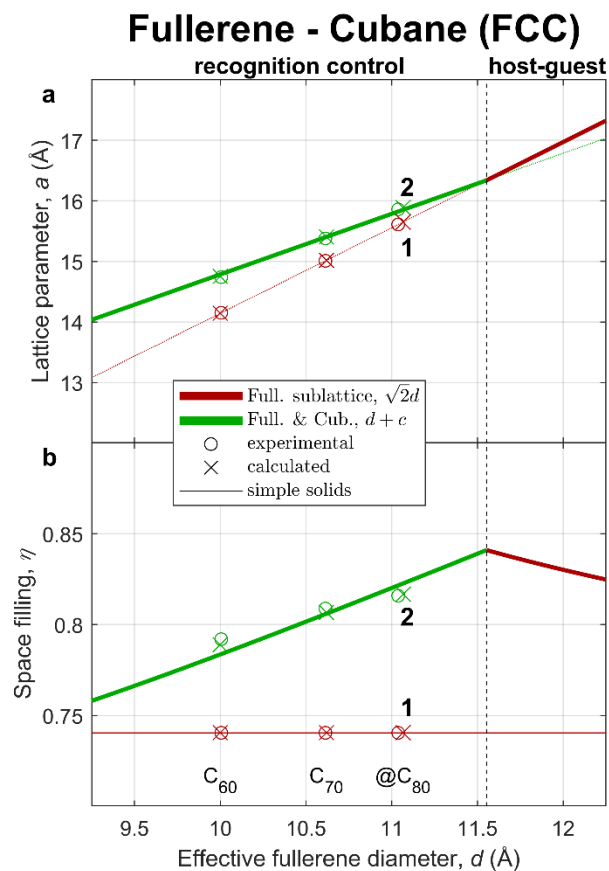 Fullerene - Cubane (FCC)
recognition control host-guest
a
Lattice parameter, a (Å)
17
16
15
14
13
2
1
Full. sublattice, √2d
Full. & Cub., d + c
experimental
calculated
simple solids
b
Space filling, η
0.85
0.8
0.75
2
1
C60 C70 @C80
9.5 10 10.5 11 11.5 12
Effective fullerene diameter, d (Å)